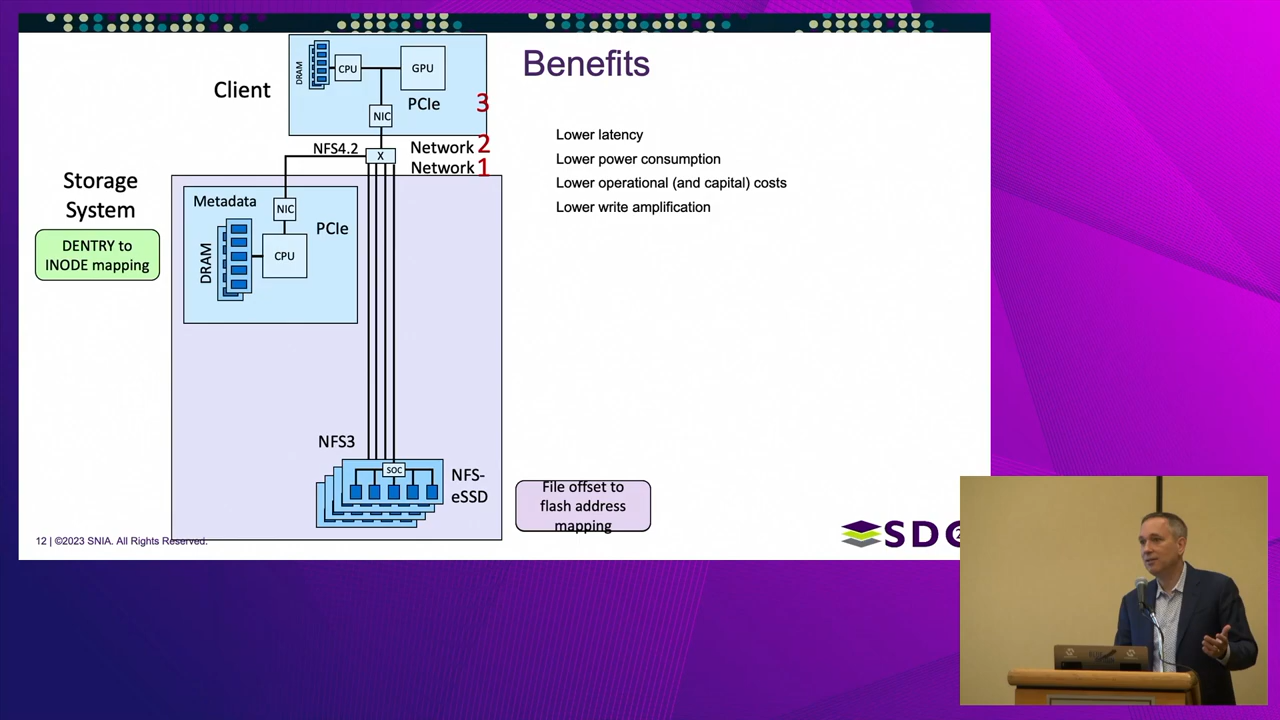 Benefits
Client
DRAM
CPU
GPU
NIC
PCIe
3
NFS4.2
X
Network 2
Network 1
Storage
System
Metadata
NIC
PCIe
DRAM
CPU
DENTRY to
INODE mapping
Lower latency
Lower power consumption
Lower operational (and capital) costs
Lower write amplification
NFS3
SOC
NFS-
eSSD
File offset to
flash address
mapping
12 | ©2023 SNIA. All Rights Reserved.